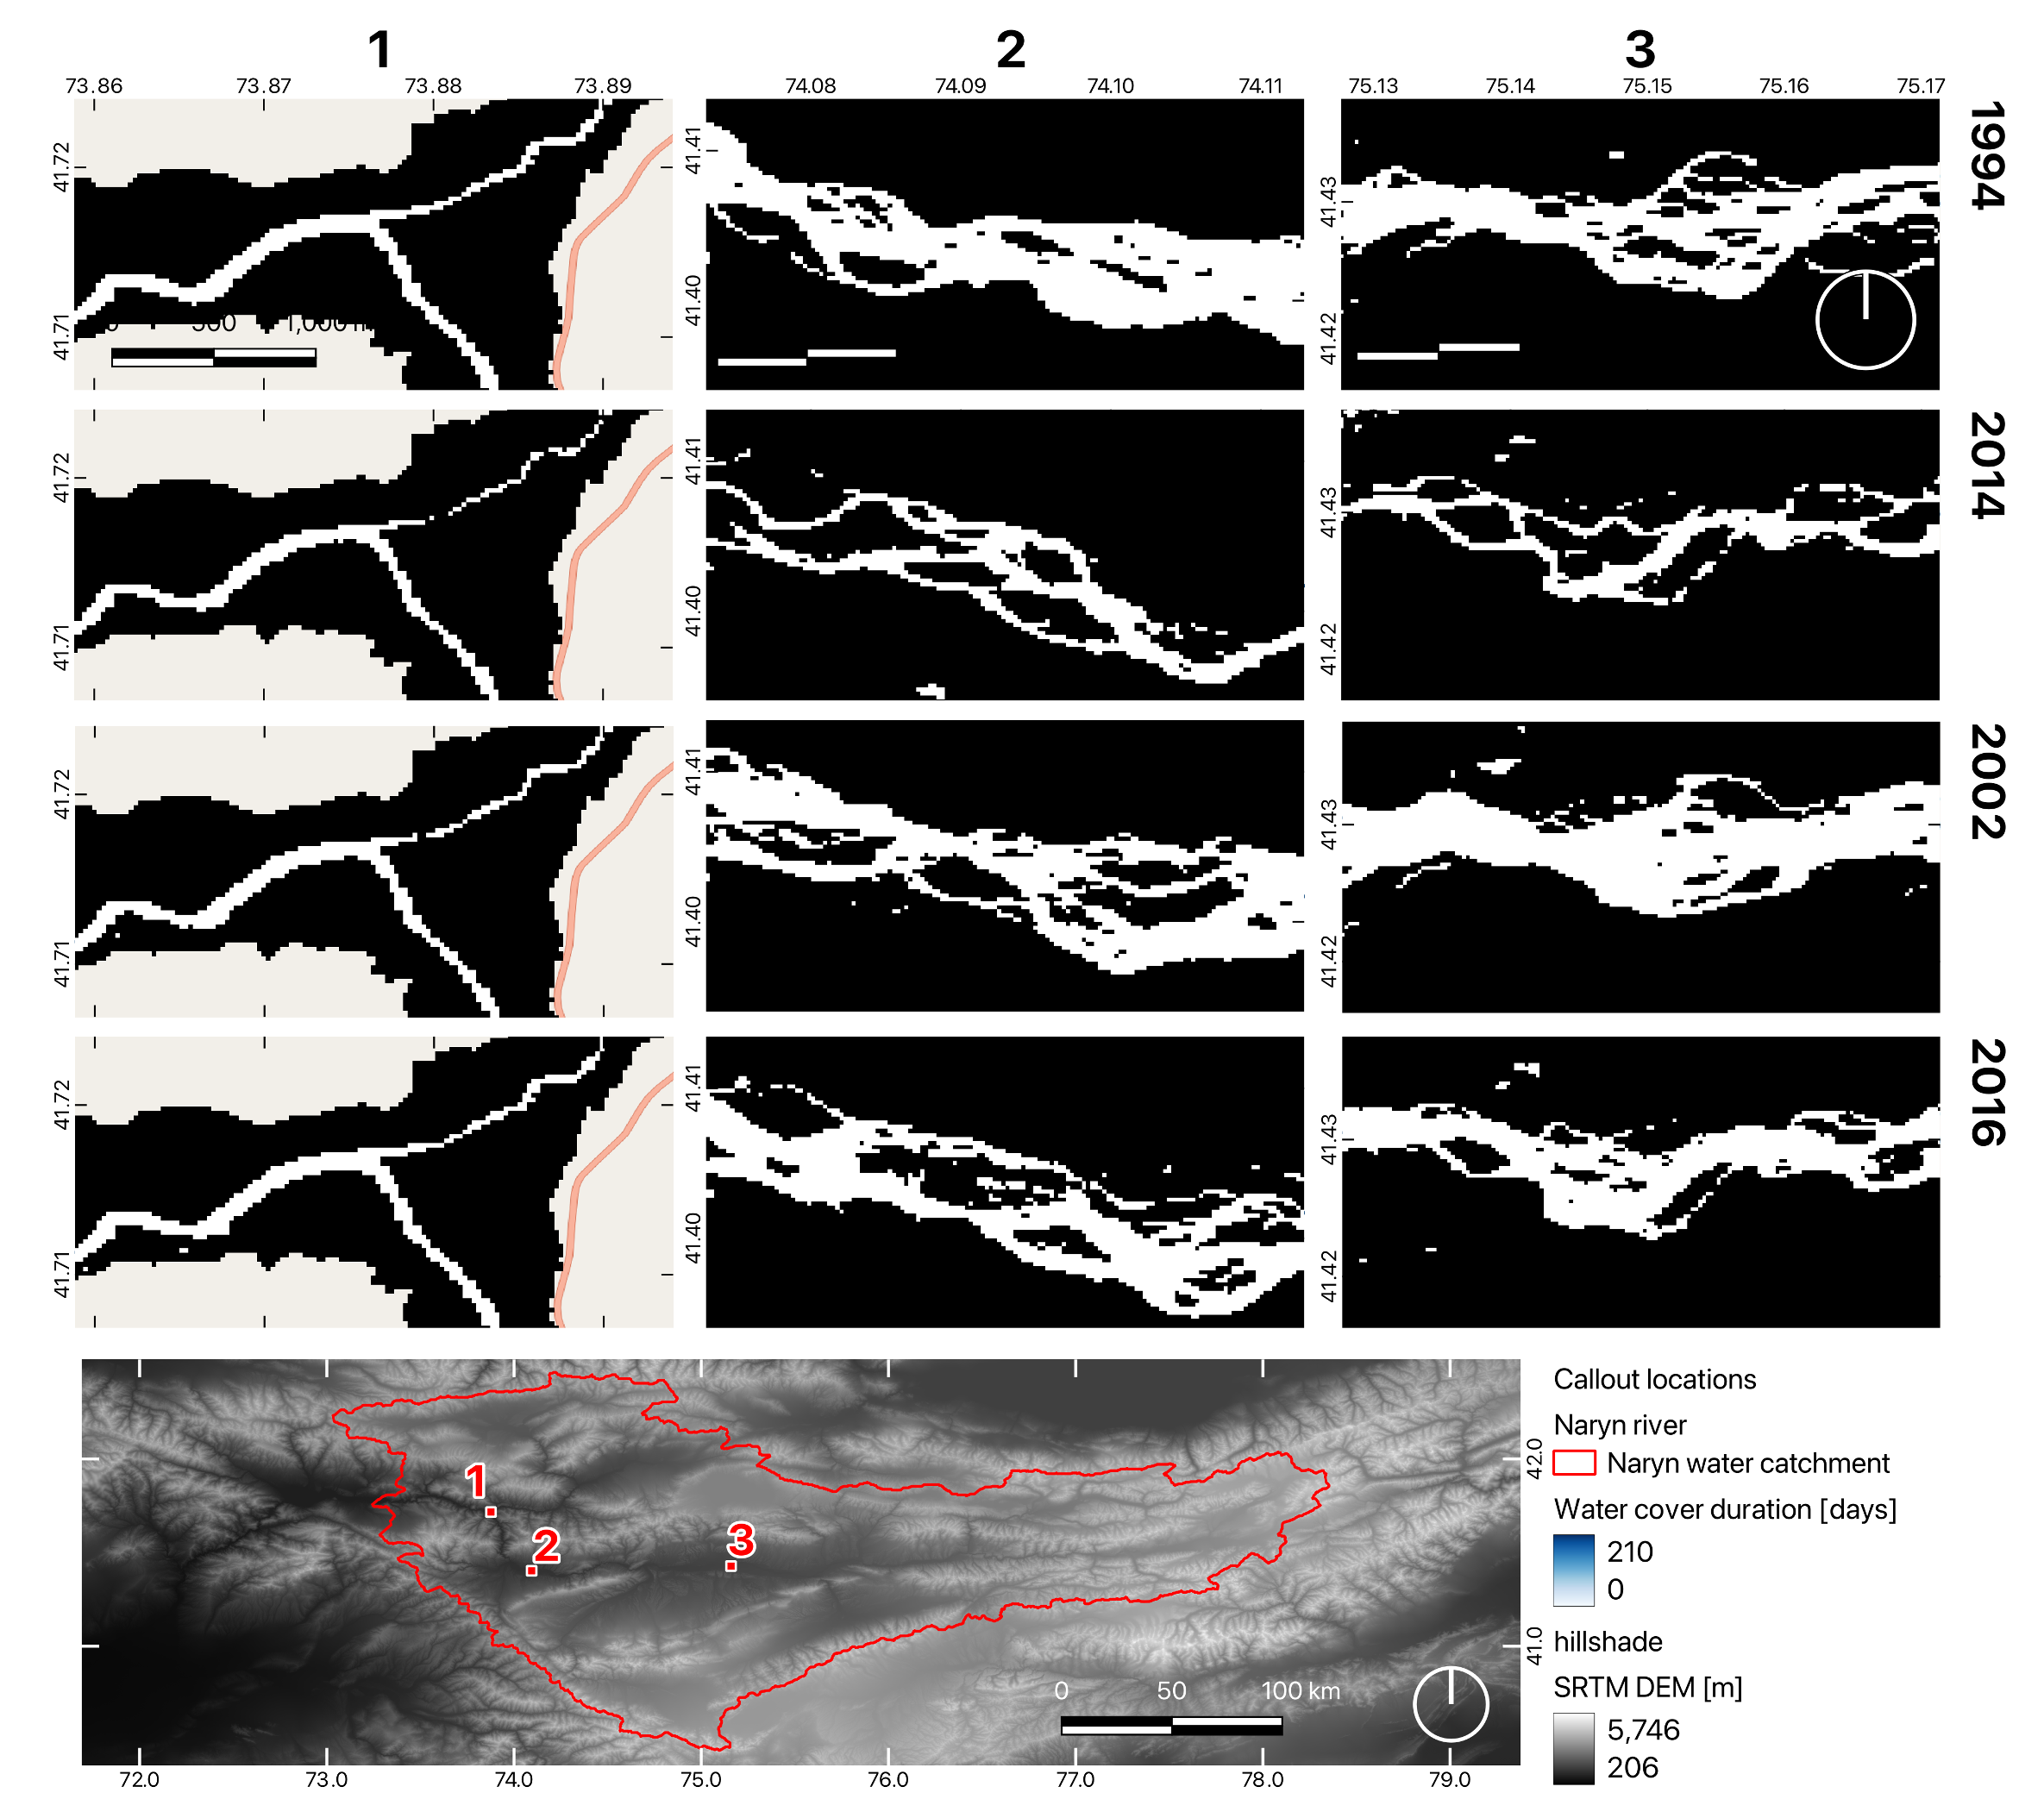 1 2 3
73.86 73.87 73.88 73.89 74.08 74.09 74.10 74.11 75.13 75.14 75.15 75.16 75.17
41.72 41.71 41.41 41.40 41.43 41.42 1994
0 500 1,000 m
41.72 41.71 41.41 41.40 41.43 41.42 2014
41.72 41.71 41.41 41.40 41.43 41.42 2002
41.72 41.71 41.41 41.40 41.43 41.42 2016
1
2
3
0 50 100 km
72.0 73.0 74.0 75.0 76.0 77.0 78.0 79.0
42.0
41.0
Callout locations
Naryn river
Naryn water catchment
Water cover duration [days]
210
0
hillshade
SRTM DEM [m]
5,746
206